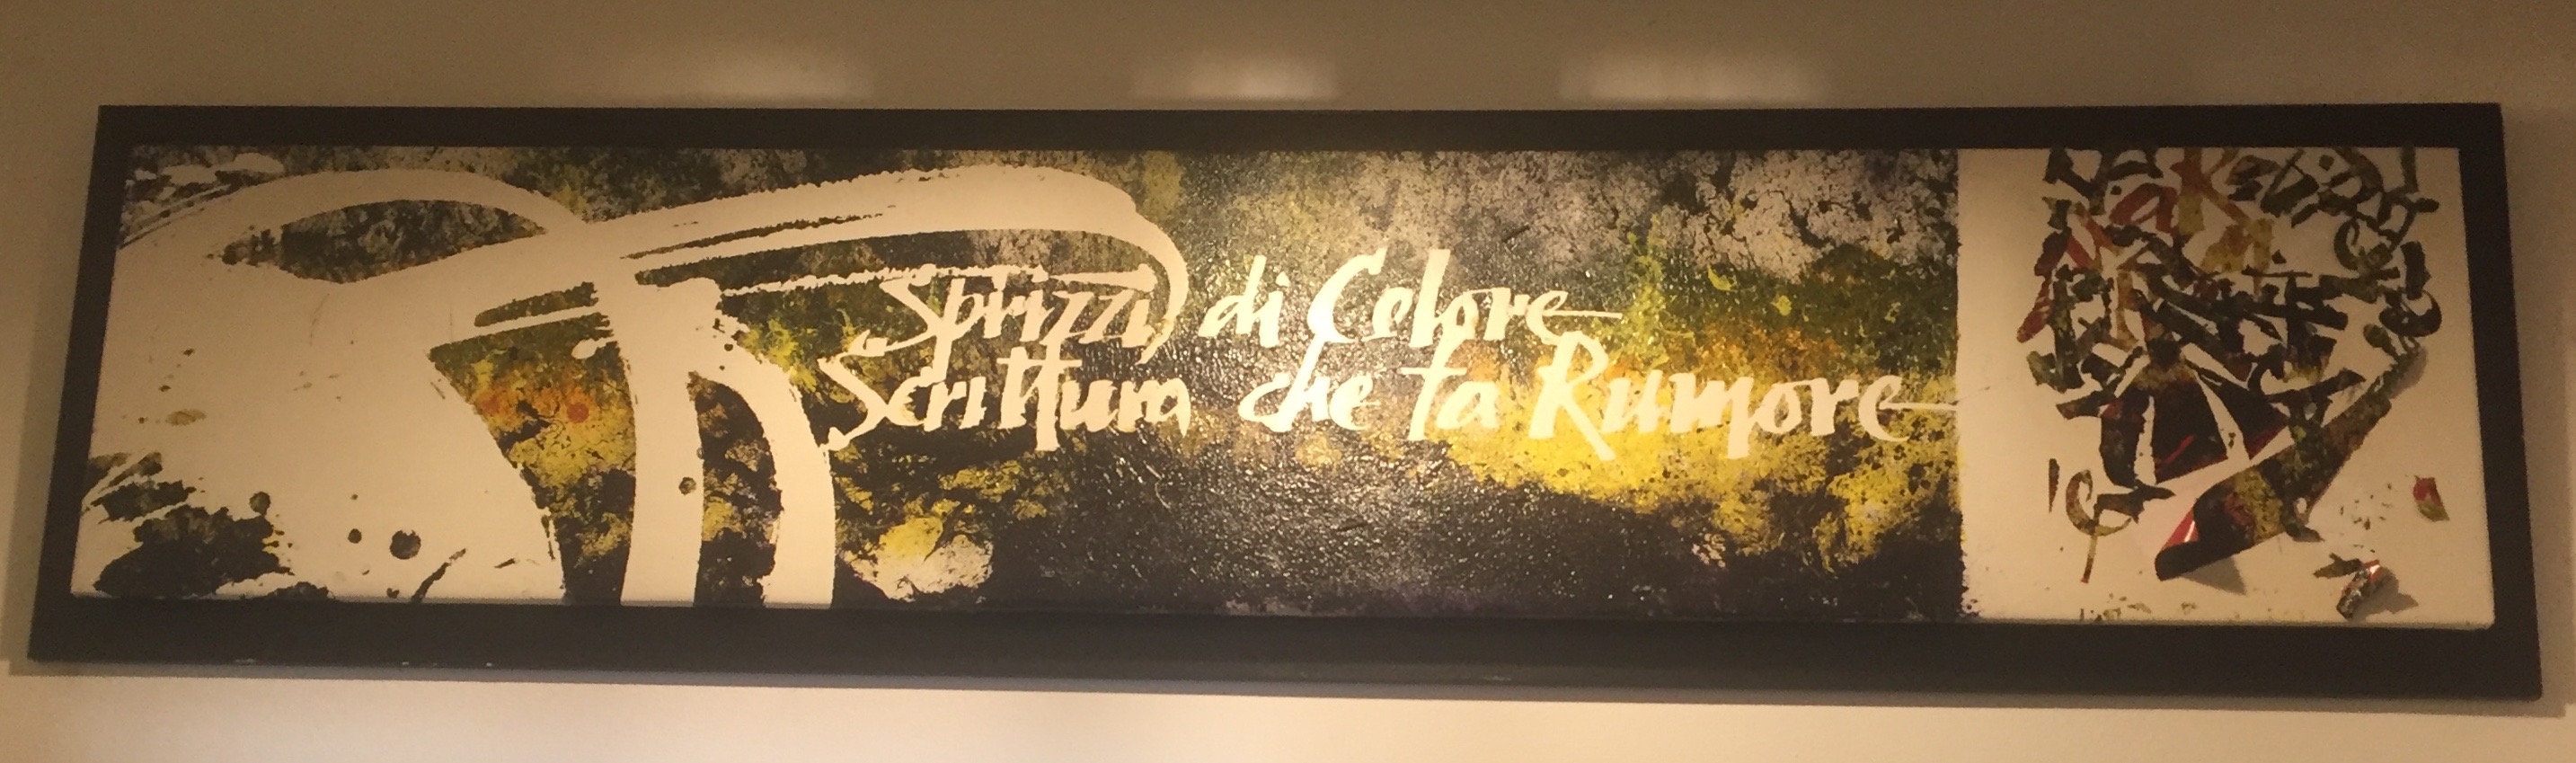 Sprizzi di Colore
Scrittura che fa Rumore